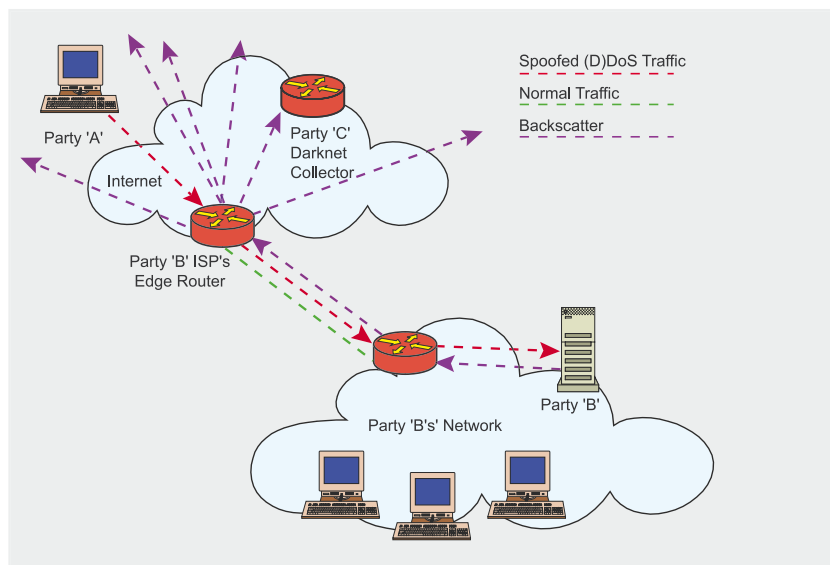 Spoofed (D)DoS Traffic
Normal Traffic
Backscatter
Party 'A'
Internet
Party 'C'
Darknet
Collector
Party 'B' ISP's
Edge Router
Party 'B'
Party 'B's' Network